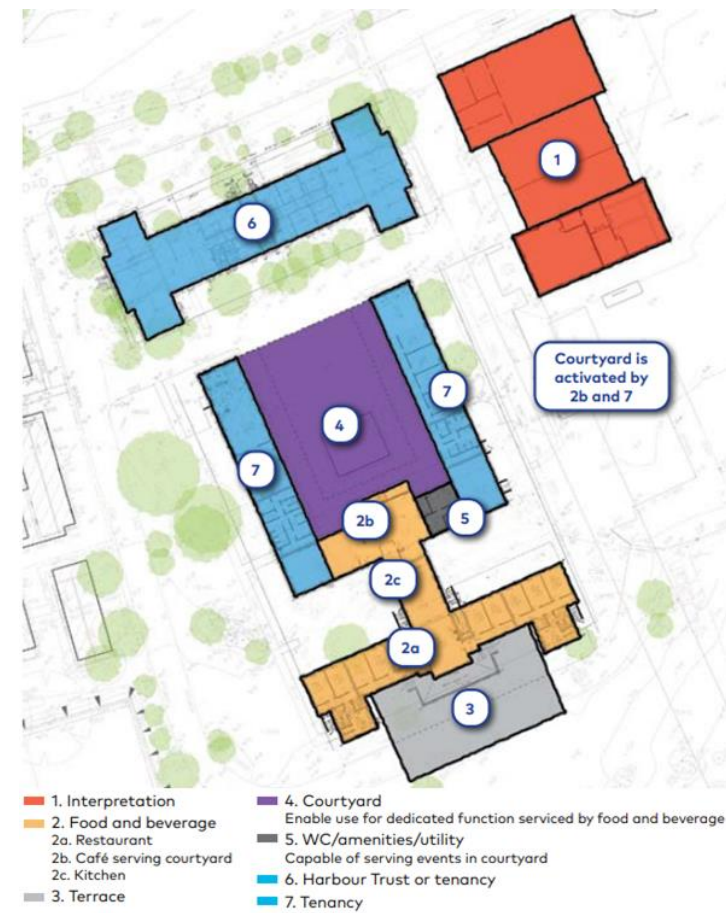 1
6
Courtyard is
activated by
2b and 7
7
4
7
2b
5
2c
2a
3
1. Interpretation
2. Food and beverage
2a. Restaurant
2b. Café serving courtyard
2c. Kitchen
3. Terrace
4. Courtyard
Enable use for dedicated function serviced by food and beverage
5. WC/amenities/utility
Capable of serving events in courtyard
6. Harbour Trust or tenancy
7. Tenancy